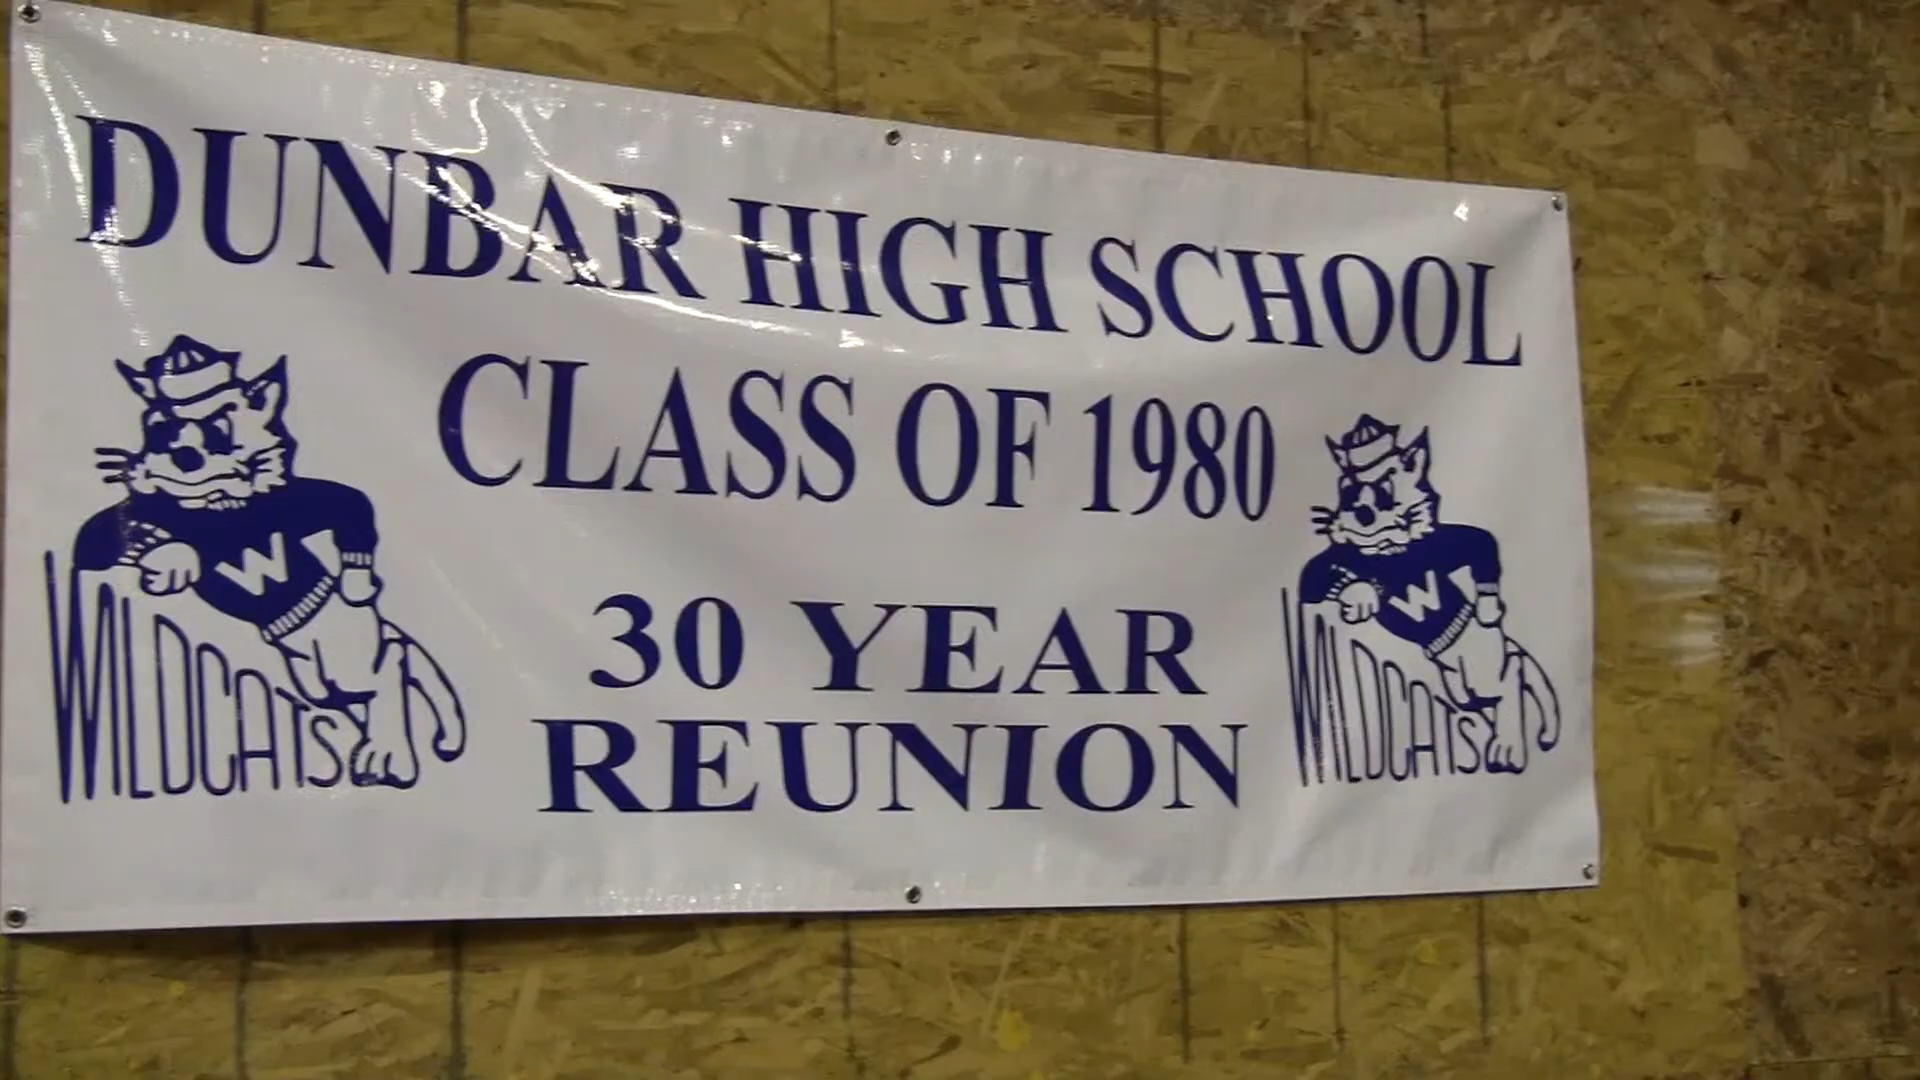 DUNBAR HIGH SCHOOL
CLASS OF 1980
30 YEAR
REUNION
W
WILDCATS
W
WILDCATS